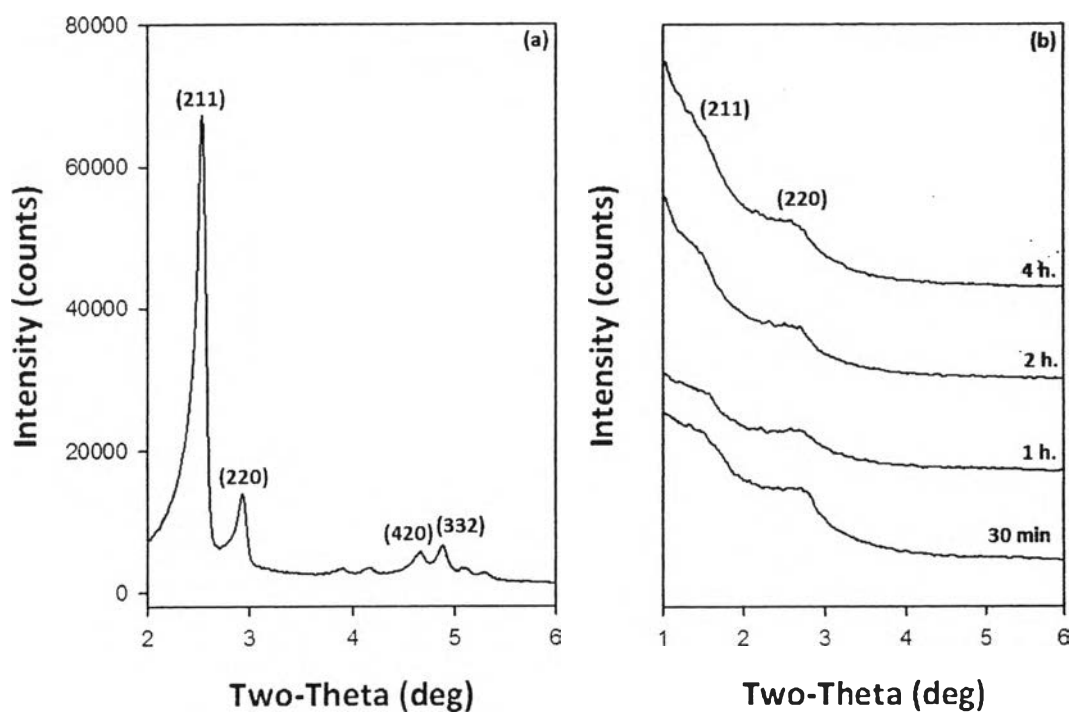 80000
60000
40000
20000
0
Intensity (counts)
(a)
(211)
(220)
(420)
(332)
2
3
4
5
6
Two-Theta (deg)
Intensity (counts)
(b)
(211)
(220)
4 h.
2 h.
1 h.
30 min
1
2
3
4
5
6
Two-Theta (deg)